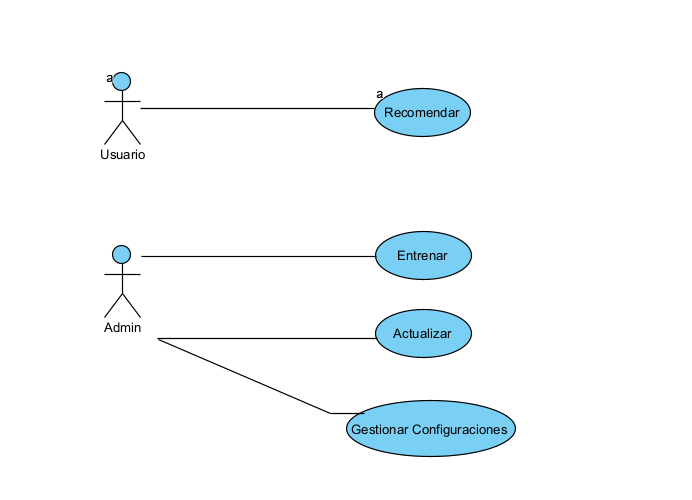 a
a
Recomendar
Usuario
Entrenar
Admin
Actualizar
Gestionar Configuraciones